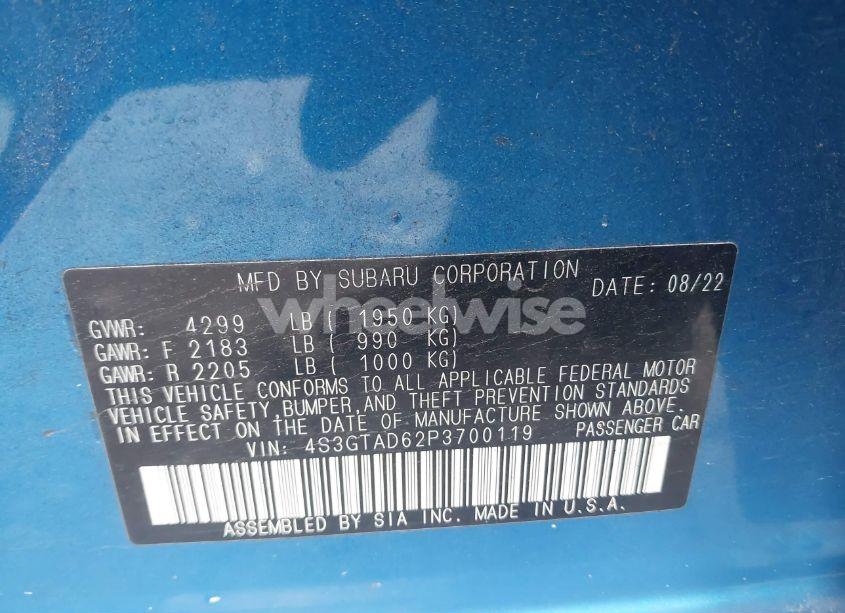 MFD BY SUBARU CORPORATION DATE: 08/22
GVWR: 4299 LB ( 1950 KG)
GAWR: F 2183 LB ( 990 KG)
GAWR: R 2205 LB ( 1000 KG)
THIS VEHICLE CONFORMS TO ALL APPLICABLE FEDERAL MOTOR
VEHICLE SAFETY, BUMPER, AND THEFT PREVENTION STANDARDS
IN EFFECT ON THE DATE OF MANUFACTURE SHOWN ABOVE.
VIN: 4S3GTAD62P3700119 PASSENGER CAR
ASSEMBLED BY SIA INC. MADE IN U.S.A.
wheelwise